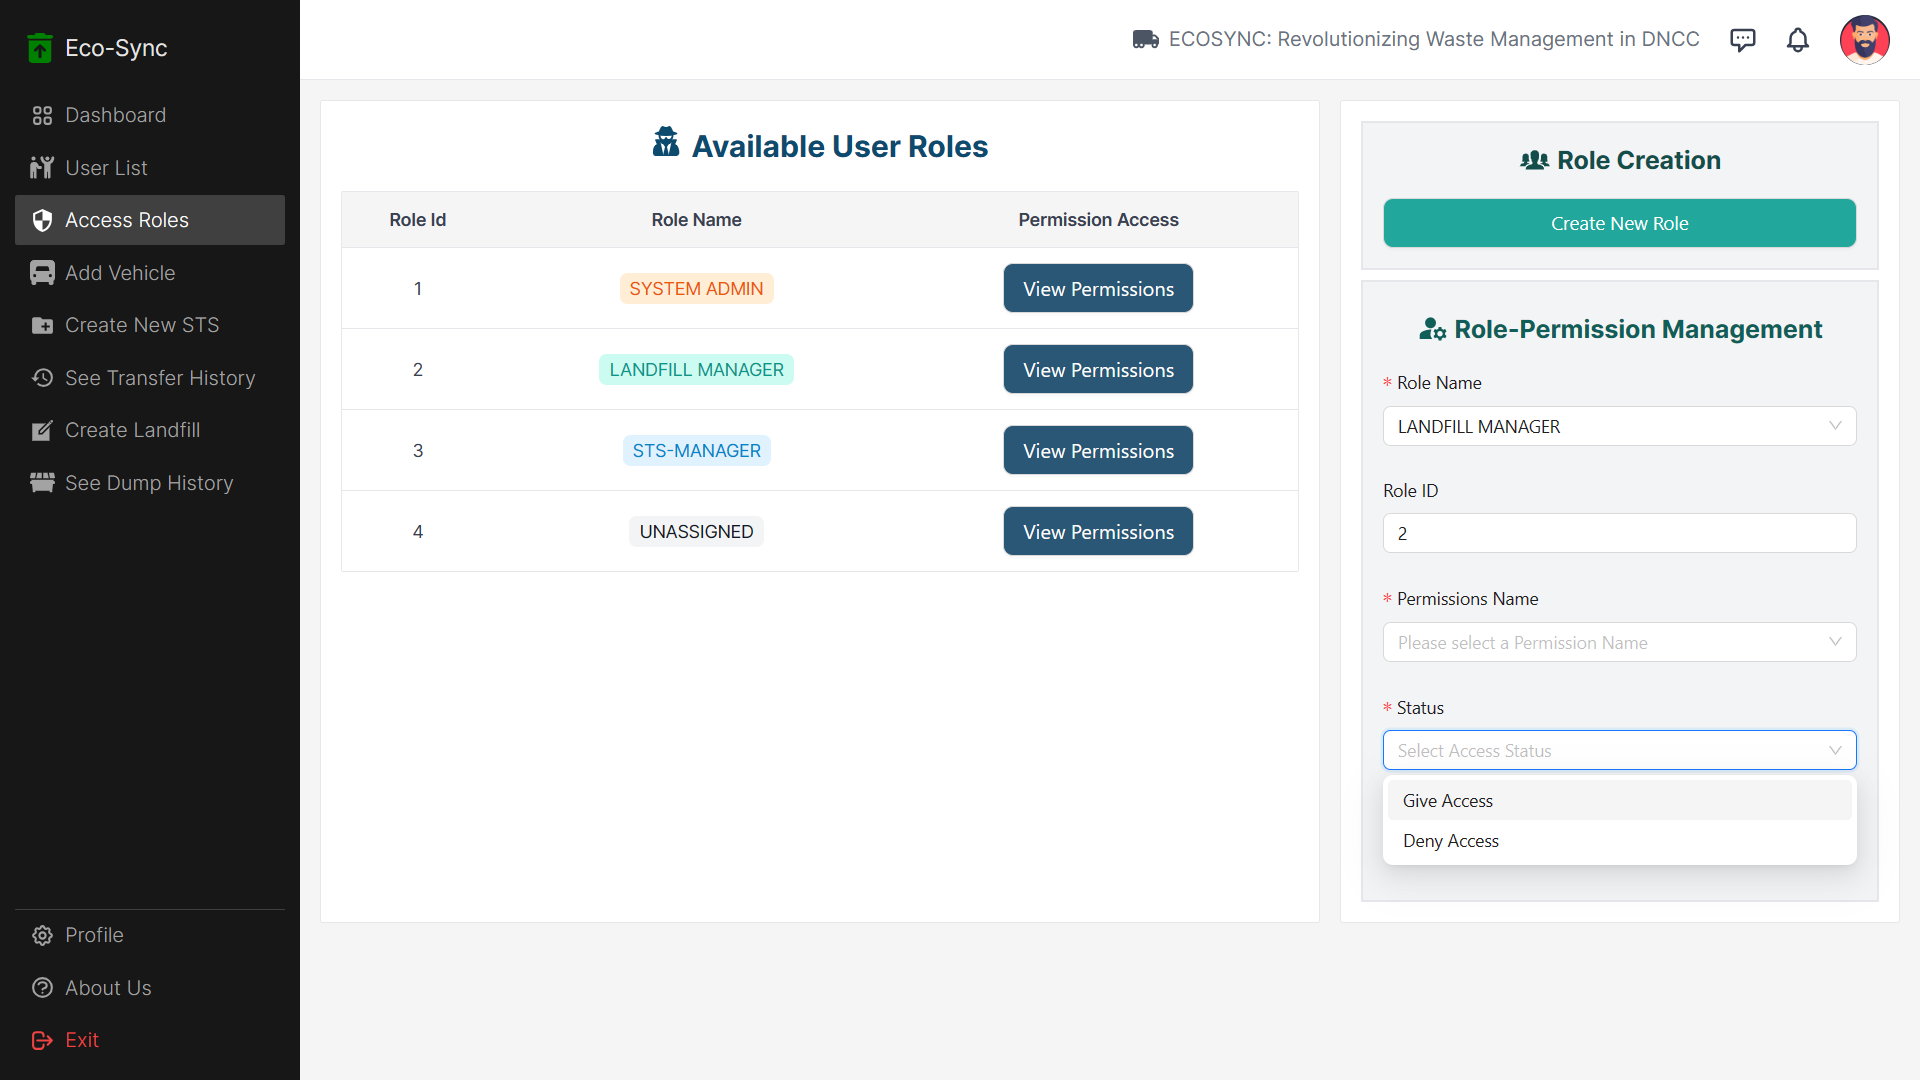 Eco-Sync
Dashboard
User List
Access Roles
Add Vehicle
Create New STS
See Transfer History
Create Landfill
See Dump History
Profile
About Us
Exit
ECOSYNC: Revolutionizing Waste Management in DNCC
Available User Roles
Role Id Role Name Permission Access
1 SYSTEM ADMIN View Permissions
2 LANDFILL MANAGER View Permissions
3 STS-MANAGER View Permissions
4 UNASSIGNED View Permissions
Role Creation
Create New Role
Role-Permission Management
* Role Name
LANDFILL MANAGER
Role ID
2
* Permissions Name
Please select a Permission Name
* Status
Select Access Status
Give Access
Deny Access